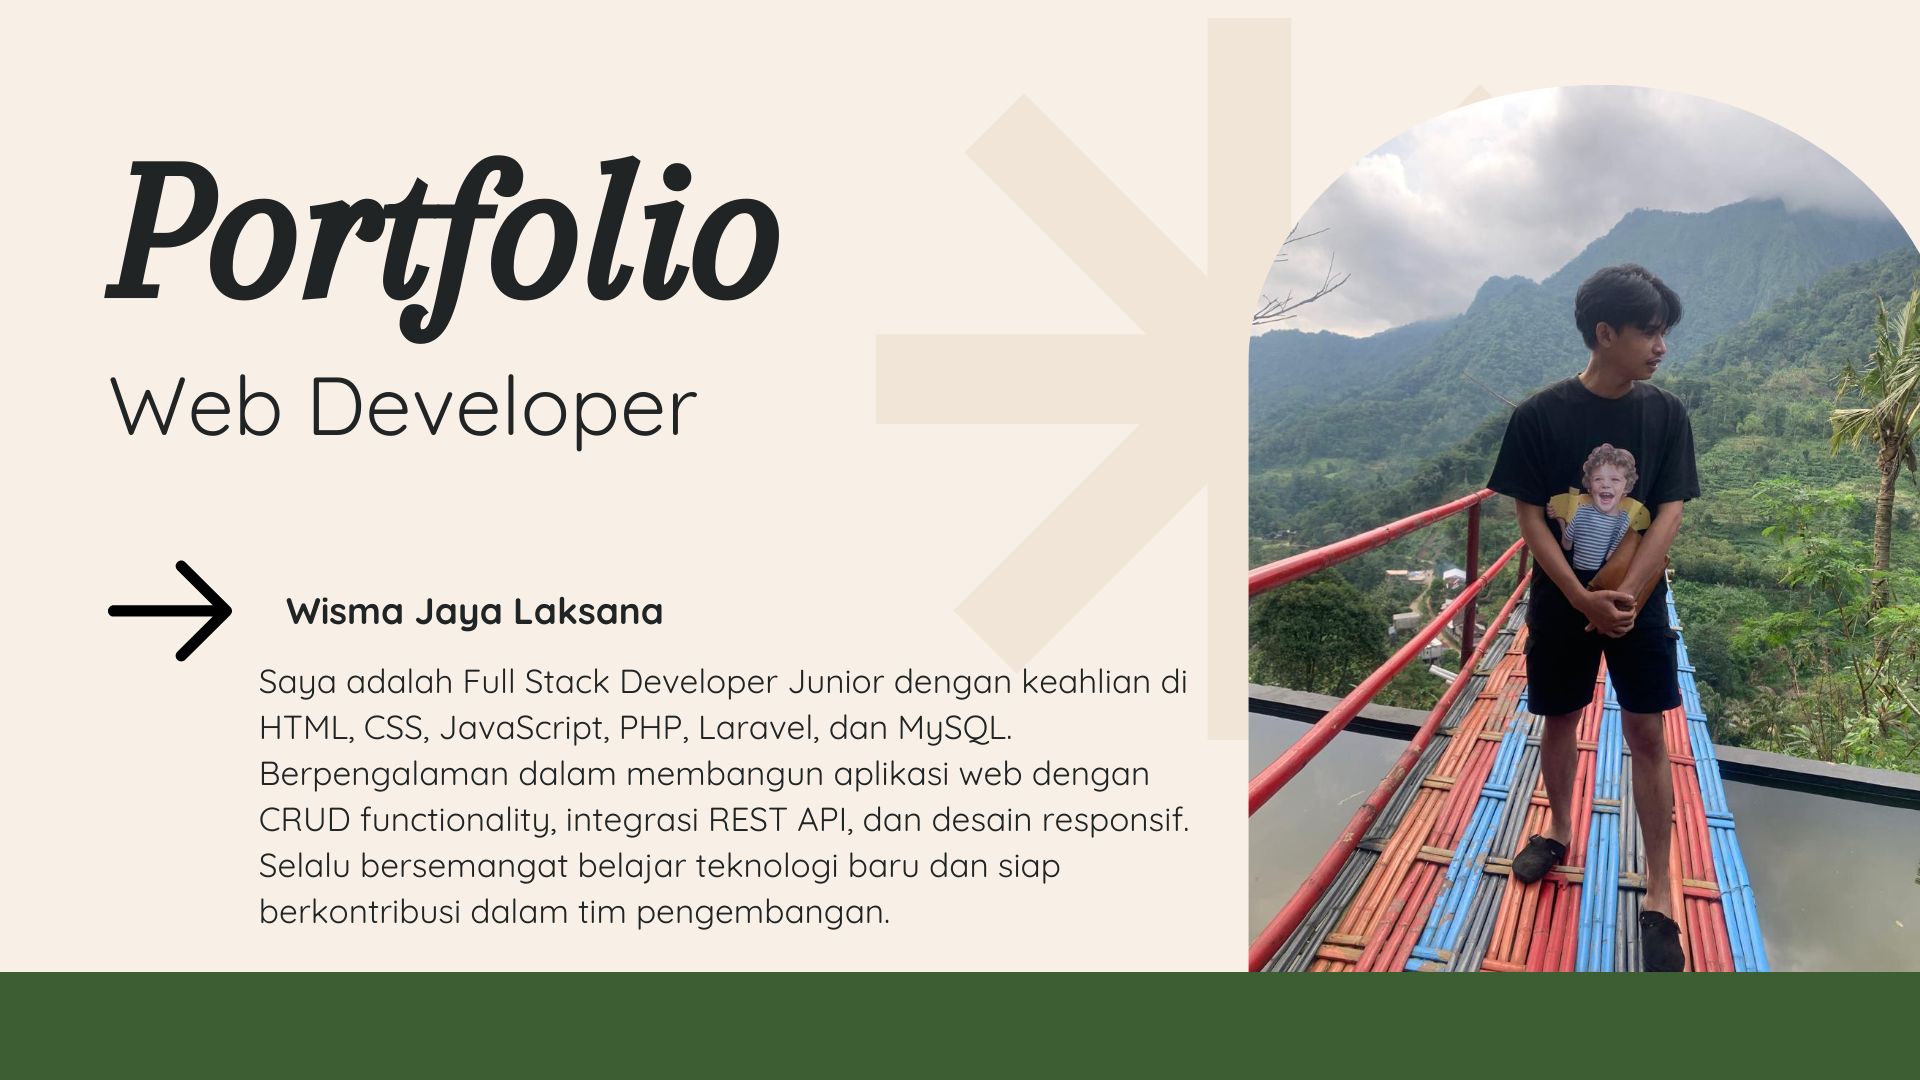 Portfolio
Web Developer
Wisma Jaya Laksana
Saya adalah Full Stack Developer Junior dengan keahlian di
HTML, CSS, JavaScript, PHP, Laravel, dan MySQL.
Berpengalaman dalam membangun aplikasi web dengan
CRUD functionality, integrasi REST API, dan desain responsif.
Selalu bersemangat belajar teknologi baru dan siap
berkontribusi dalam tim pengembangan.